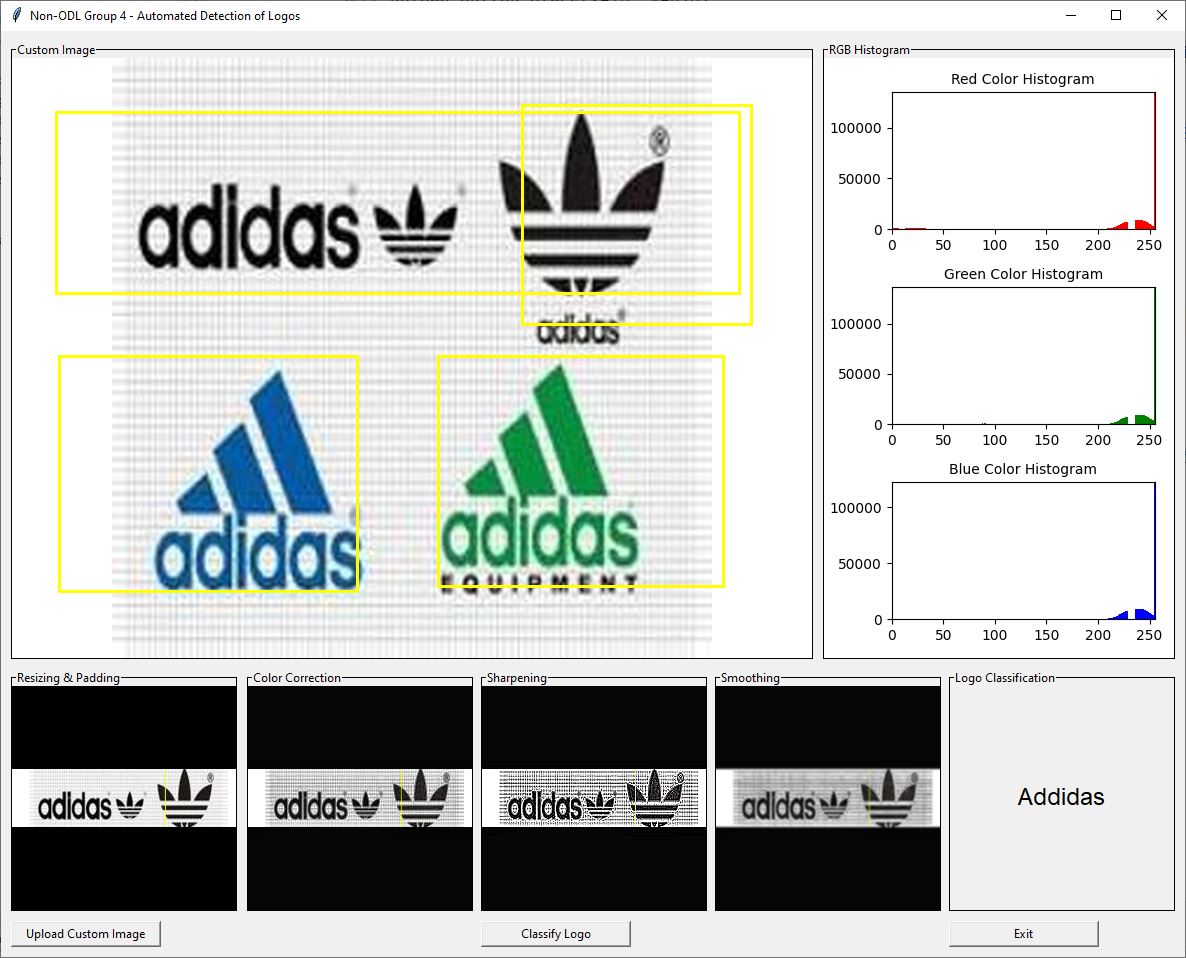 Non-ODL Group 4 - Automated Detection of Logos
Custom Image
adidas
®
adidas
adidas
adidas
EQUIPMENT
RGB Histogram
Red Color Histogram
100000
50000
0
0 50 100 150 200 250
Green Color Histogram
100000
50000
0
0 50 100 150 200 250
Blue Color Histogram
100000
50000
0
0 50 100 150 200 250
Resizing & Padding
adidas
®
Color Correction
adidas
®
Sharpening
adidas
®
Smoothing
adidas
®
Logo Classification
Addidas
Upload Custom Image
Classify Logo
Exit